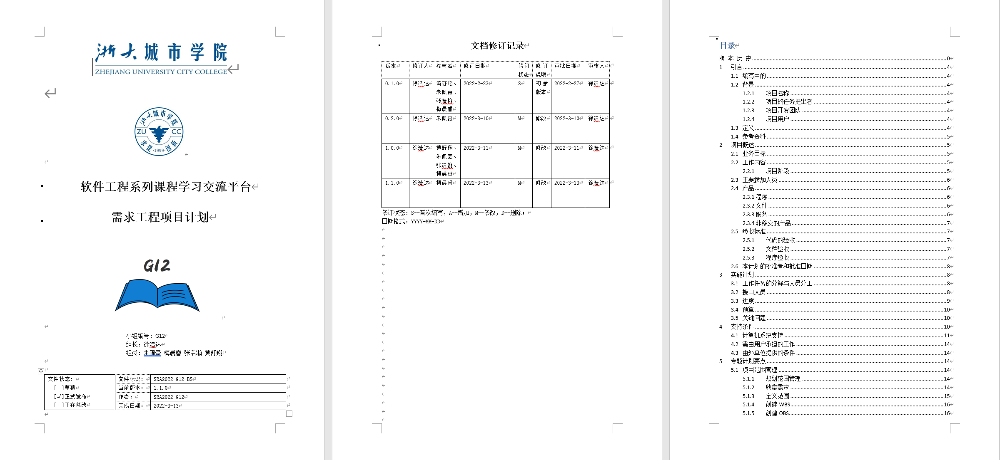 浙大城市学院
ZHEJIANG UNIVERSITY CITY COLLEGE
浙大城市学院
ZU CC
求是 ·1999· 创新
软件工程系列课程学习交流平台
需求工程项目计划
G12
小组编号：G12
组长：徐浩达
组员：朱佩豪 梅晨睿 张浩瀚 黄舒翔
文件状态：
[ ]草稿
[√]正式发布
[ ]正在修改
文件标识： SRA2022-G12-BS
当前版本： 1.1.0
作者： SRA2022-G12
完成日期： 2022-3-13
文档修订记录
版本 修订人 参与者 修订日期 修订状态 修订说明 审批日期 审核人
0.1.0 徐浩达 黄舒翔、朱佩豪、张浩瀚、梅晨睿 2022-2-23 S 初始版本 2022-2-27 徐浩达
0.2.0 徐浩达 朱佩豪 2022-3-10 M 修改 2022-3-10 徐浩达
1.0.0 徐浩达 黄舒翔、朱佩豪、张浩瀚、梅晨睿 2022-3-11 M 修改 2022-3-11 徐浩达
1.1.0 徐浩达 梅晨睿 2022-3-13 M 修改 2022-3-13 徐浩达
修订状态：S--首次编写，A--增加，M--修改，D--删除；
日期格式：YYYY-MM-DD
目录
版 本 历 史 0
1 引言 4
1.1 编写目的 4
1.2 背景 4
1.2.1 项目名称 4
1.2.2 项目的任务提出者 4
1.2.3 项目开发团队 4
1.2.4 项目用户 4
1.3 定义 4
1.4 参考资料 5
2 项目概述 5
2.1 业务目标 5
2.2 工作内容 5
2.2.1 项目阶段 5
2.3 主要参加人员 6
2.4 产品 6
2.3.1 程序 6
2.3.2 文件 6
2.3.3 服务 6
2.3.4 非移交的产品 7
2.5 验收标准 7
2.5.1 代码的验收 7
2.5.2 文档验收 7
2.5.3 程序验收 7
2.6 本计划的批准者和批准日期 8
3 实施计划 8
3.1 工作任务的分解与人员分工 8
3.2 接口人员 8
3.3 进度 9
3.4 预算 10
3.5 关键问题 10
4 支持条件 10
4.1 计算机系统支持 11
4.2 需由用户承担的工作 14
4.3 由外单位提供的条件 14
5 专题计划要点 14
5.1 项目范围管理 14
5.1.1 规划范围管理 14
5.1.2 收集需求 14
5.1.3 定义范围 15
5.1.4 创建 WBS 16
5.1.5 创建 OBS 16